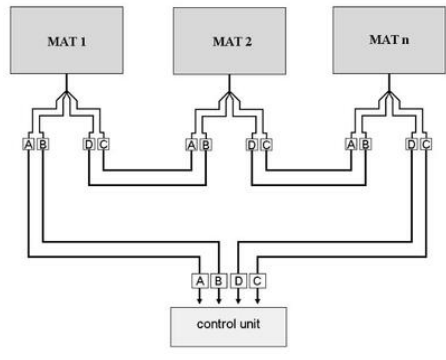 MAT 1 MAT 2 MAT n
A B D C A B D C A B D C
A B D C
control unit